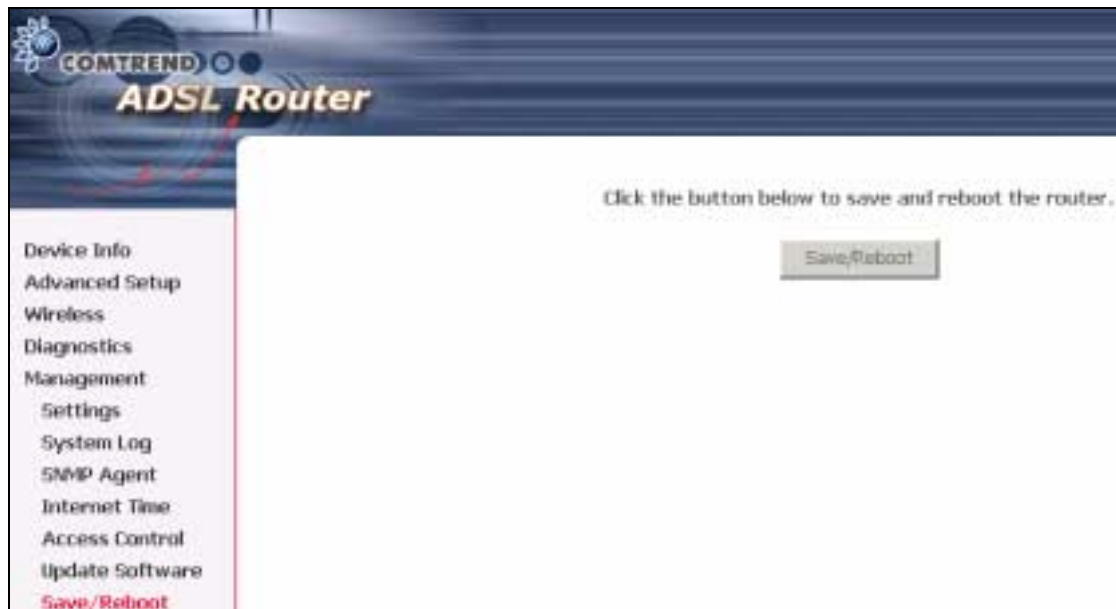 COMTREND
ADSL Router
Click the button below to save and reboot the router.
Save/Reboot
Device Info
Advanced Setup
Wireless
Diagnostics
Management
Settings
System Log
SNMP Agent
Internet Time
Access Control
Update Software
Save/Reboot